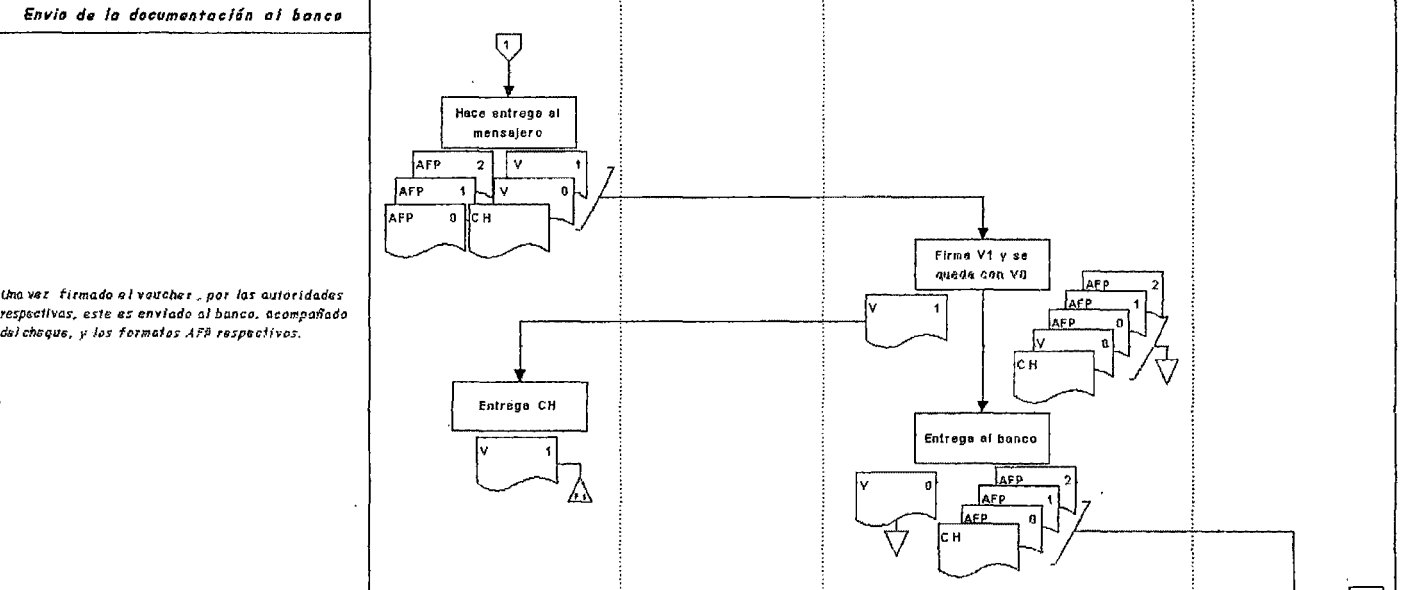 Envio de la documentación al banco
1
Hace entrega al
mensajero
AFP 2
V 1
AFP 1
V 0
AFP 0
CH
Firma V1 y se
queda con V0
Una vez firmado el voucher, por las autoridades
respectivas, este es enviado al banco, acompañado
del cheque, y los formatos AFP respectivos.
AFP 2
AFP 1
AFP 0
V 0
CH
V 1
Entrega CH
V 1
Entrega al banco
V 0
AFP 2
AFP 1
AFP 0
CH